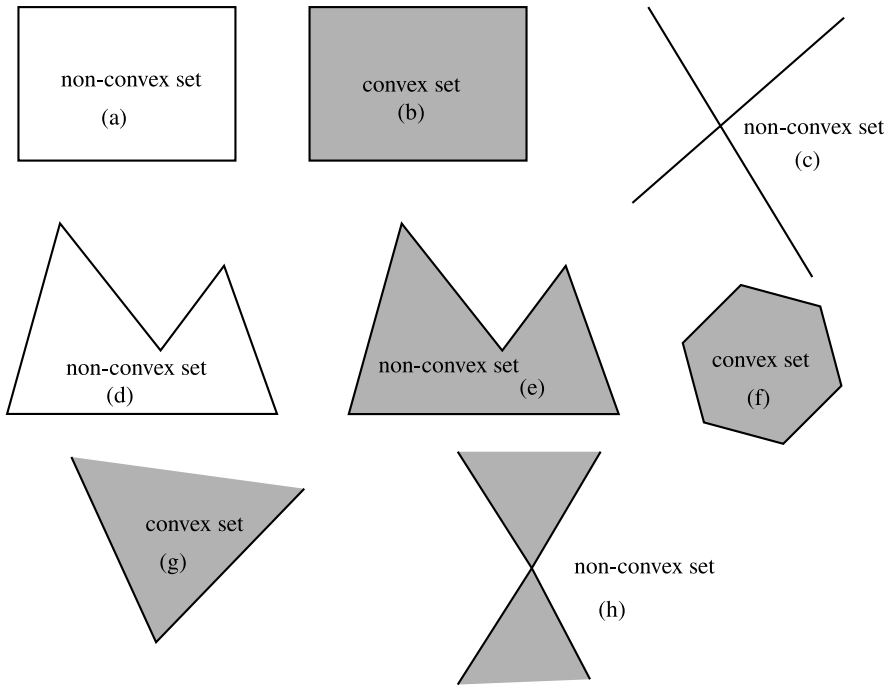 non-convex set
(a)
convex set
(b)
non-convex set
(c)
non-convex set
(d)
non-convex set
(e)
convex set
(f)
convex set
(g)
non-convex set
(h)